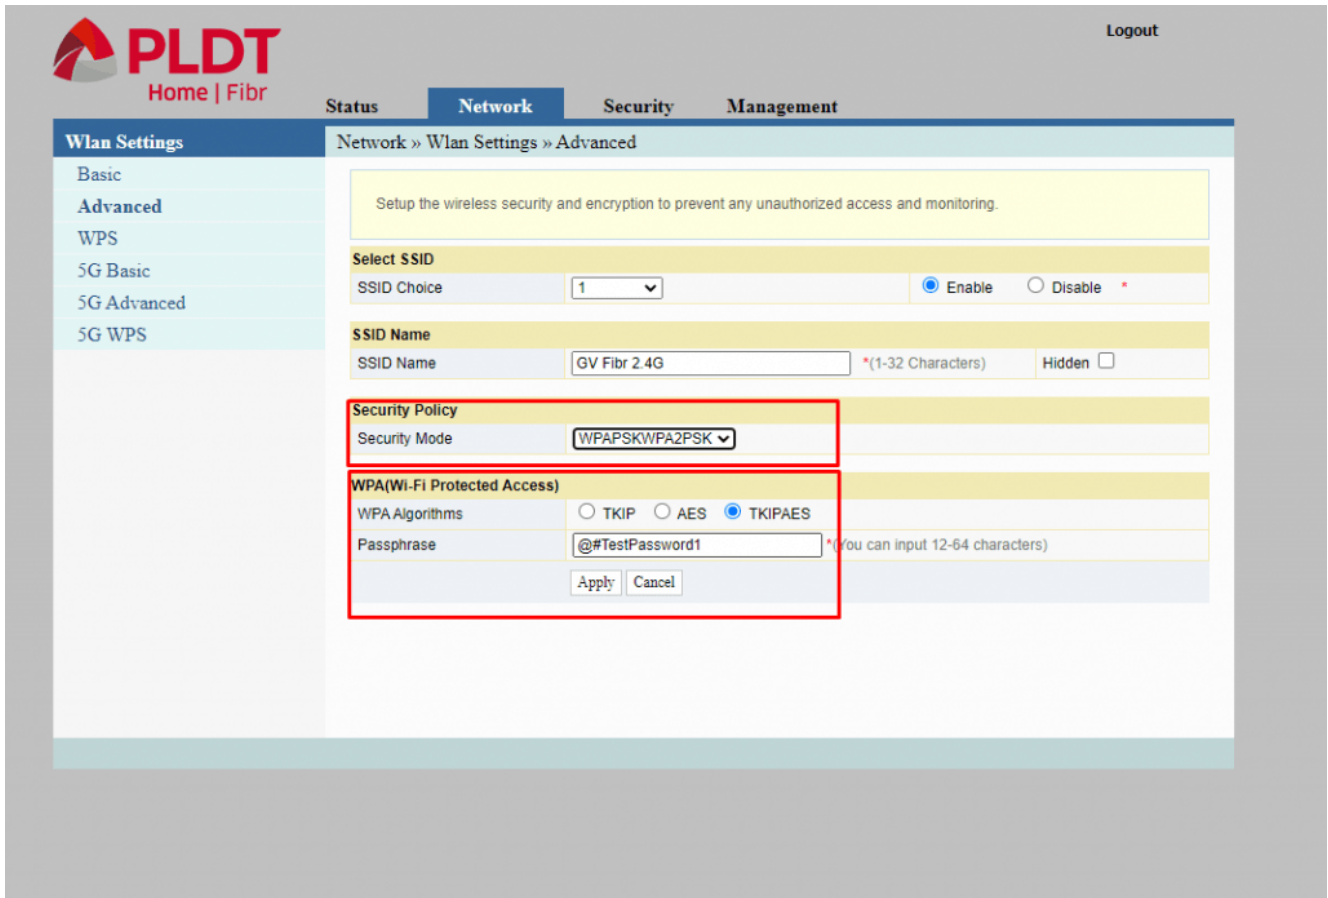 Logout
PLDT
Home | Fibr
Status Network Security Management
Wlan Settings
Network » Wlan Settings » Advanced
Basic
Advanced
WPS
5G Basic
5G Advanced
5G WPS
Setup the wireless security and encryption to prevent any unauthorized access and monitoring.
Select SSID
SSID Choice 1 Enable Disable *
SSID Name
SSID Name GV Fibr 2.4G *(1-32 Characters) Hidden
Security Policy
Security Mode WPAPSKWPA2PSK
WPA(Wi-Fi Protected Access)
WPA Algorithms TKIP AES TKIPAES
Passphrase @#TestPassword1 *(You can input 12-64 characters)
Apply Cancel